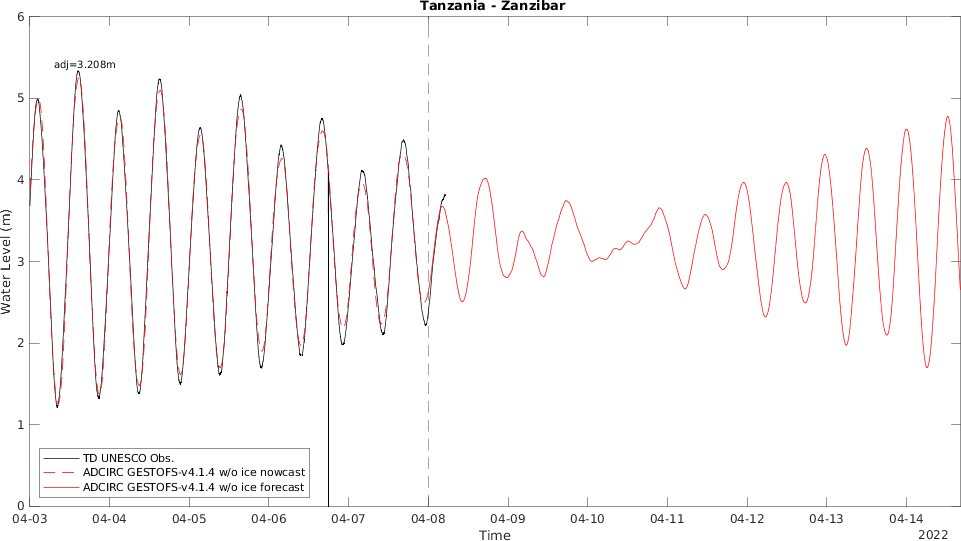 Tanzania - Zanzibar
adj=3.208m
6
5
4
3
2
1
0
Water Level (m)
TD UNESCO Obs.
ADCIRC GESTOFS-v4.1.4 w/o ice nowcast
ADCIRC GESTOFS-v4.1.4 w/o ice forecast
04-03 04-04 04-05 04-06 04-07 04-08 04-09 04-10 04-11 04-12 04-13 04-14
Time
2022